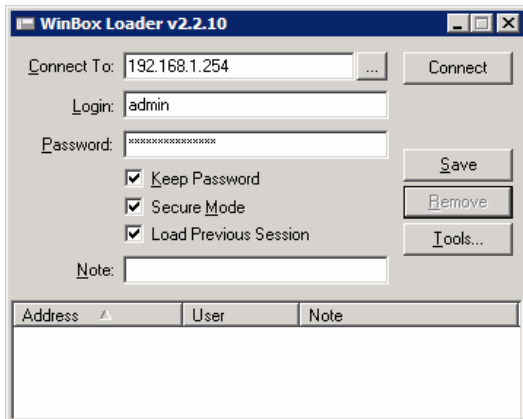 WinBox Loader v2.2.10
Connect To: 192.168.1.254 ... Connect
Login: admin
Password: ***************
Keep Password
Save
Secure Mode
Remove
Load Previous Session
Tools...
Note:
Address User Note